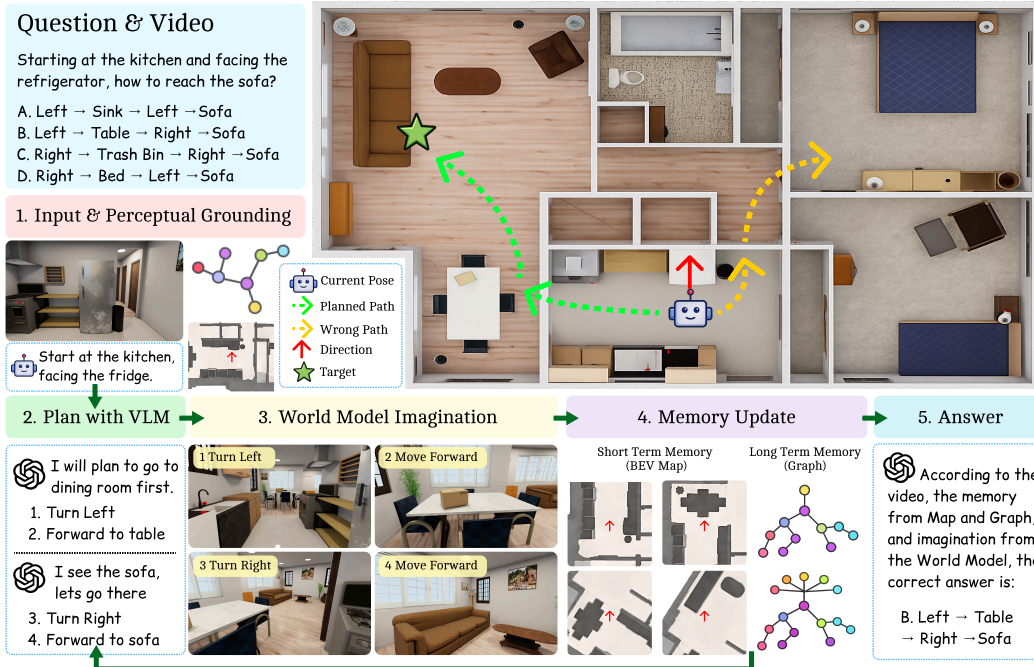 Question & Video
Starting at the kitchen and facing the
refrigerator, how to reach the sofa?
A. Left → Sink → Left →Sofa
B. Left → Table → Right →Sofa
C. Right → Trash Bin → Right →Sofa
D. Right → Bed → Left →Sofa
1. Input & Perceptual Grounding
Current Pose
Planned Path
Wrong Path
Direction
Target
Start at the kitchen,
facing the fridge.
2. Plan with VLM
3. World Model Imagination
4. Memory Update
5. Answer
I will plan to go to
dining room first.
1. Turn Left
2. Forward to table
I see the sofa,
lets go there
3. Turn Right
4. Forward to sofa
1 Turn Left
2 Move Forward
3 Turn Right
4 Move Forward
Short Term Memory
(BEV Map)
Long Term Memory
(Graph)
According to the
video, the memory
from Map and Graph,
and imagination from
the World Model, the
correct answer is:
B. Left → Table
→ Right →Sofa